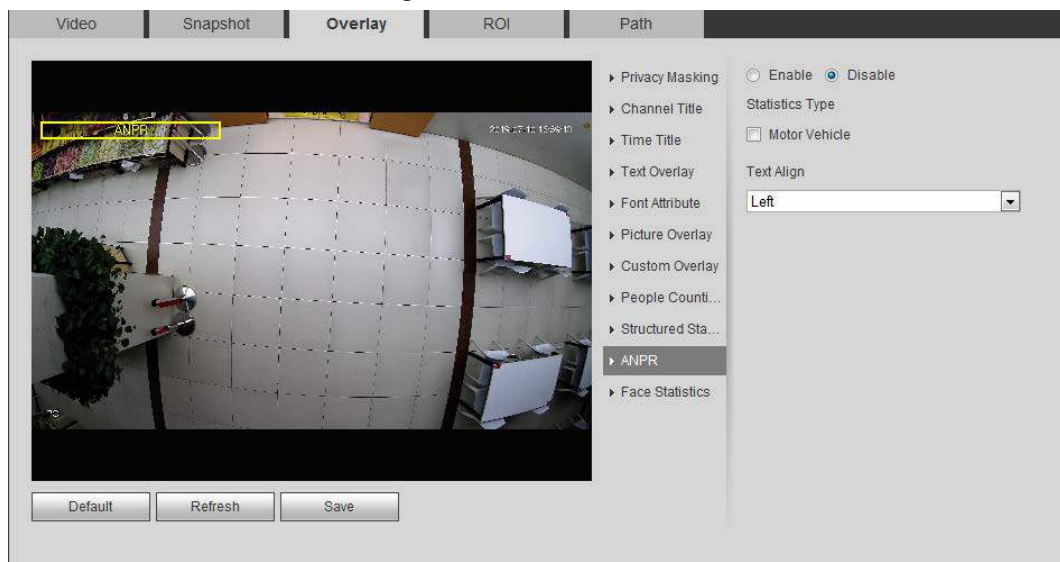 Video Snapshot Overlay ROI Path
Privacy Masking
Channel Title
Time Title
Text Overlay
Font Attribute
Picture Overlay
Custom Overlay
People Counti...
Structured Sta...
ANPR
Face Statistics
Enable Disable
Statistics Type
Motor Vehicle
Text Align
Left
ANPR
Default Refresh Save